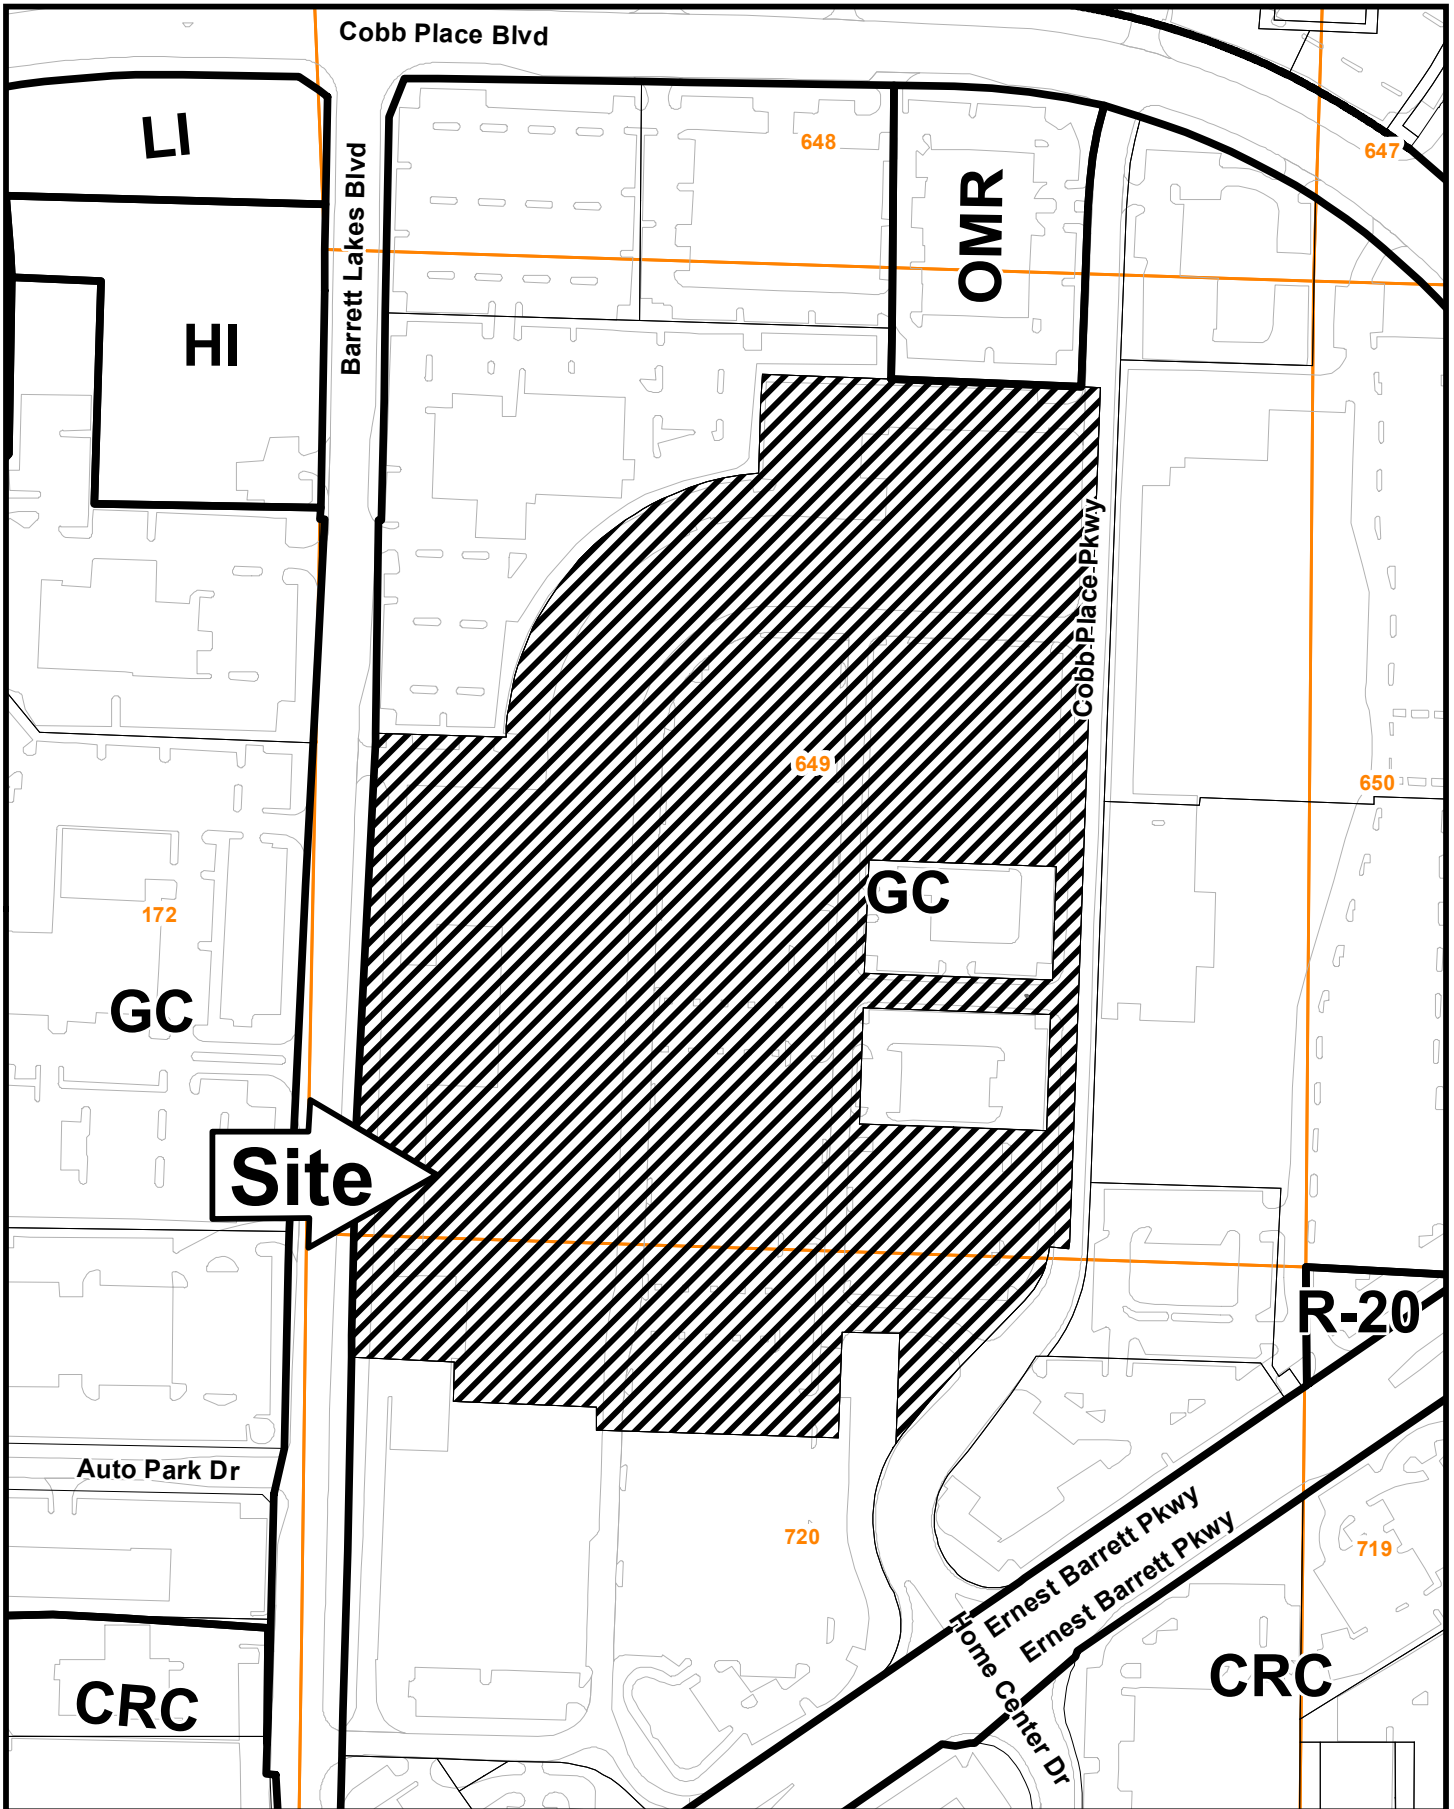 Cobb Place Blvd
LI
648
647
Barrett Lakes Blvd
OMR
HI
Cobb Place Pkwy
649
650
GC
172
GC
Site
R-20
Auto Park Dr
Ernest Barrett Pkwy
Ernest Barrett Pkwy
720
719
Home Center Dr
CRC
CRC